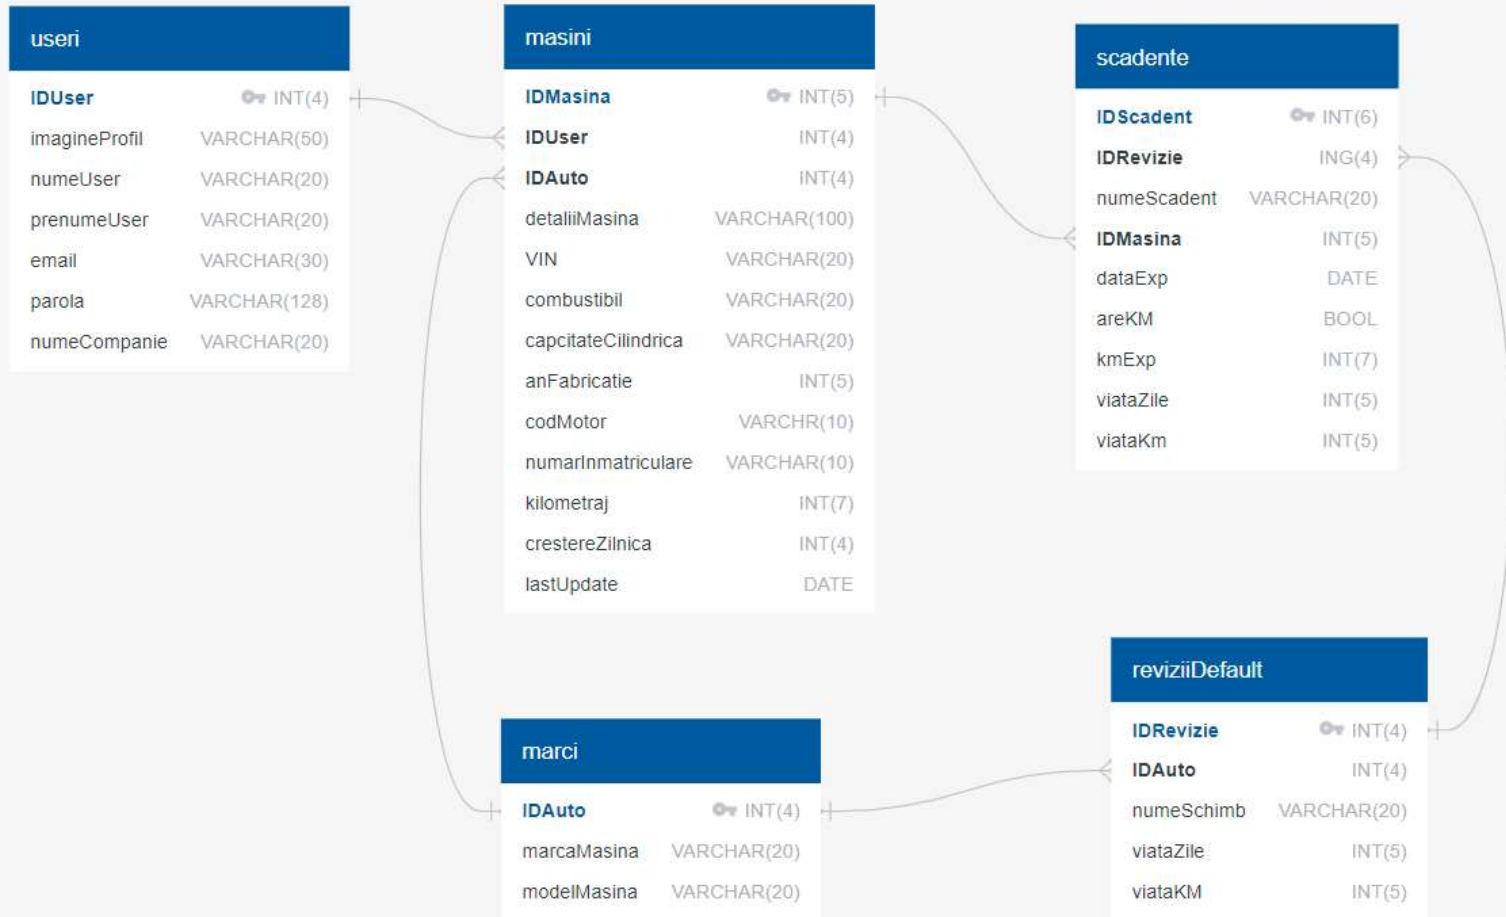 useri
IDUser INT(4)
imagineProfil VARCHAR(50)
numeUser VARCHAR(20)
prenumeUser VARCHAR(20)
email VARCHAR(30)
parola VARCHAR(128)
numeCompanie VARCHAR(20)
masini
IDMasina INT(5)
IDUser INT(4)
IDAuto INT(4)
detaliiMasina VARCHAR(100)
VIN VARCHAR(20)
combustibil VARCHAR(20)
capcitateCilindrica VARCHAR(20)
anFabricatie INT(5)
codMotor VARCHR(10)
numarInmatriculare VARCHAR(10)
kilometraj INT(7)
crestereZilnica INT(4)
lastUpdate DATE
scadente
IDScadent INT(6)
IDRevizie ING(4)
numeScadent VARCHAR(20)
IDMasina INT(5)
dataExp DATE
areKM BOOL
kmExp INT(7)
viataZile INT(5)
viataKm INT(5)
marci
IDAuto INT(4)
marcaMasina VARCHAR(20)
modelMasina VARCHAR(20)
reviziiDefault
IDRevizie INT(4)
IDAuto INT(4)
numeSchimb VARCHAR(20)
viataZile INT(5)
viataKM INT(5)